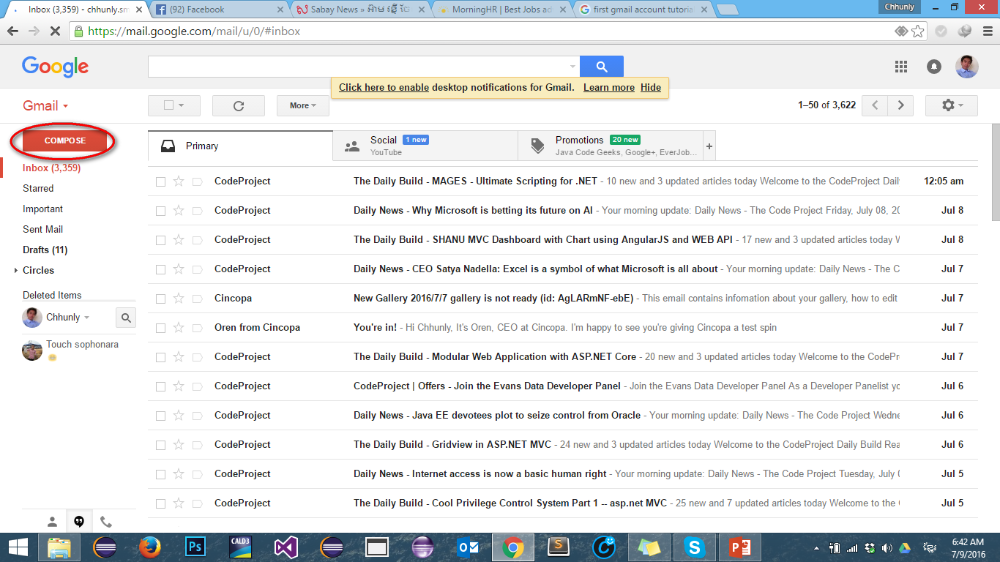 Inbox (3,359) - chhunly.sm
(92) Facebook
Sabay News » អ៊ាម វន្នី ចែ
MorningHR | Best Jobs ad
first gmail account tutoria
Chhunly
https://mail.google.com/mail/u/0/#inbox
Google
Click here to enable desktop notifications for Gmail. Learn more Hide
Gmail
More
1–50 of 3,622
COMPOSE
Primary
Social 1 new
YouTube
Promotions 20 new
Java Code Geeks, Google+, EverJob…
+
Inbox (3,359)
Starred
Important
Sent Mail
Drafts (11)
Circles
Deleted Items
Chhunly
Touch sophonara
CodeProject The Daily Build - MAGES - Ultimate Scripting for .NET - 10 new and 3 updated articles today Welcome to the CodeProject Dail 12:05 am
CodeProject Daily News - Why Microsoft is betting its future on AI - Your morning update: Daily News - The Code Project Friday, July 08, 20 Jul 8
CodeProject The Daily Build - SHANU MVC Dashboard with Chart using AngularJS and WEB API - 17 new and 3 updated articles today W Jul 8
CodeProject Daily News - CEO Satya Nadella: Excel is a symbol of what Microsoft is all about - Your morning update: Daily News - The C Jul 7
Cincopa New Gallery 2016/7/7 gallery is not ready (id: AgLARmNF-ebE) - This email contains infomation about your gallery, how to edit Jul 7
Oren from Cincopa You're in! - Hi Chhunly, It's Oren, CEO at Cincopa. I'm happy to see you're giving Cincopa a test spin Jul 7
CodeProject The Daily Build - Modular Web Application with ASP.NET Core - 20 new and 3 updated articles today Welcome to the CodePr Jul 7
CodeProject CodeProject | Offers - Join the Evans Data Developer Panel - Join the Evans Data Developer Panel As a Developer Panelist yo Jul 6
CodeProject Daily News - Java EE devotees plot to seize control from Oracle - Your morning update: Daily News - The Code Project Wedne Jul 6
CodeProject The Daily Build - Gridview in ASP.NET MVC - 24 new and 3 updated articles today Welcome to the CodeProject Daily Build Rea Jul 6
CodeProject Daily News - Internet access is now a basic human right - Your morning update: Daily News - The Code Project Tuesday, July 0 Jul 5
CodeProject The Daily Build - Cool Privilege Control System Part 1 -- asp.net MVC - 25 new and 7 updated articles today Welcome to the Jul 5
Ps
CALD3
6:42 AM
7/9/2016